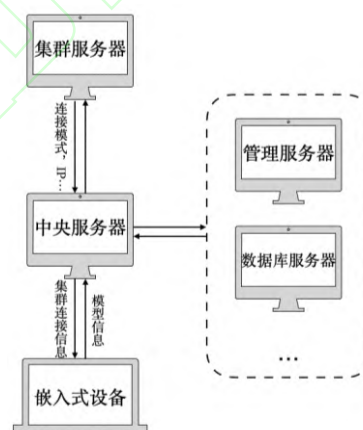 集群服务器
连接模式，IP…
管理服务器
中央服务器
数据库服务器
集群连接信息
模型信息
…
嵌入式设备